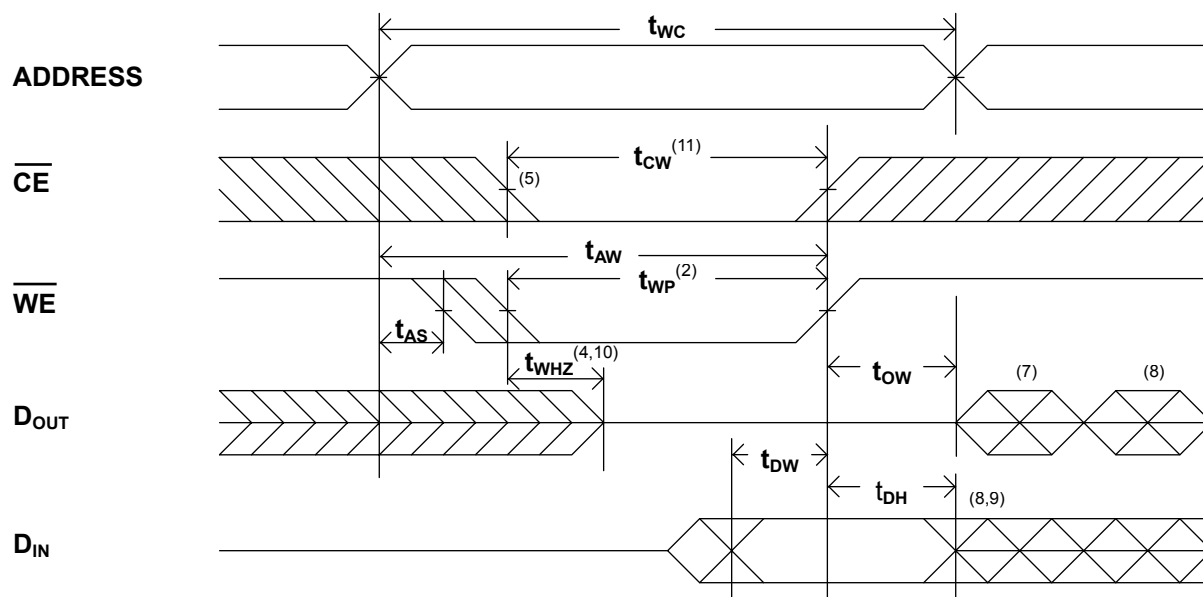 tWC
ADDRESS
tCW(11)
CE
(5)
tAW
WE
tWP(2)
tAS
tWHZ(4,10)
tOW
(7)
(8)
DOUT
tDW
tDH
(8,9)
DIN